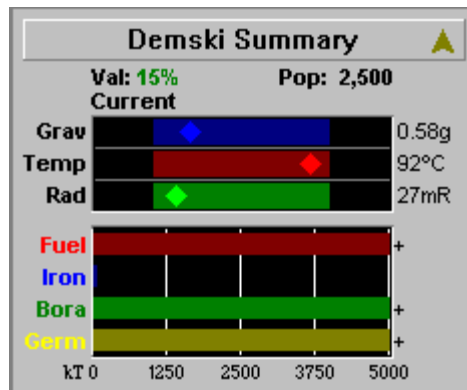 Demski Summary
Val: 15% Pop: 2,500
Current
Grav 0.58g
Temp 92°C
Rad 27mR
Fuel +
Iron
Bora +
Germ +
kT 0 1250 2500 3750 5000